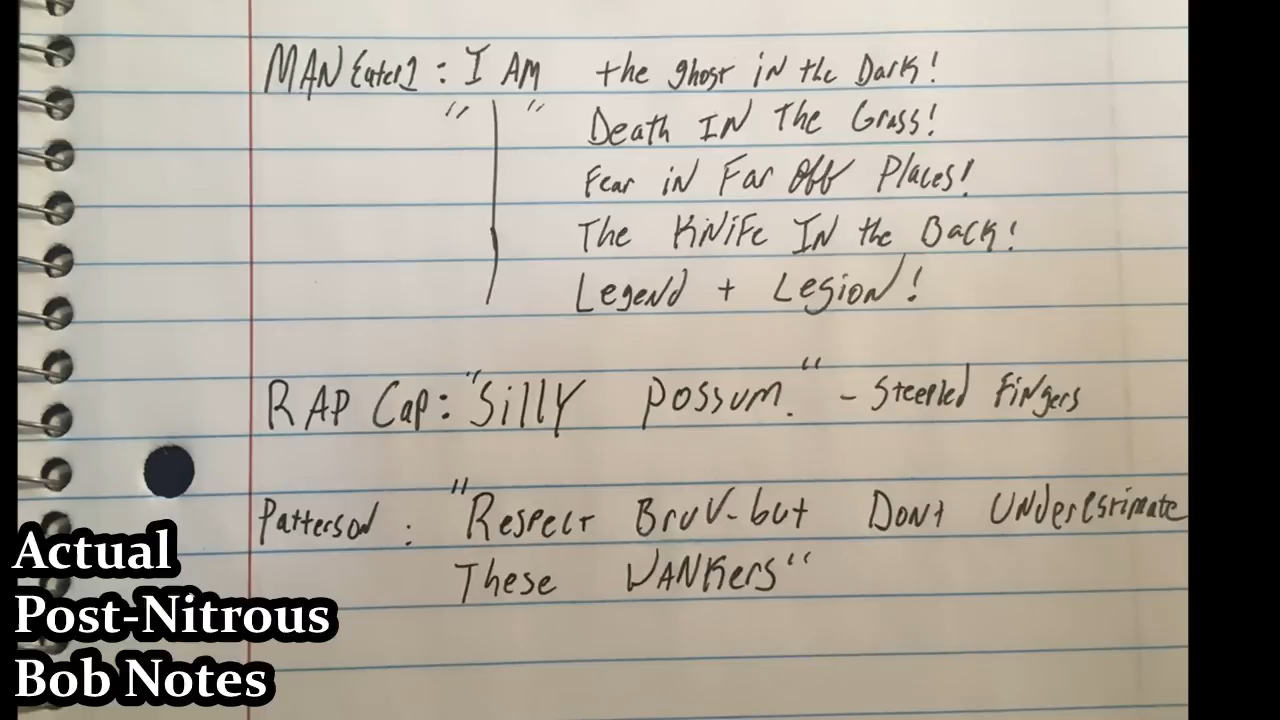 MAN Eater1 : I AM the ghost in the Dark!
" | " Death IN The Grass!
Fear iN Far OFF Places!
The KNiFe IN the Back!
Legend + Legion!
RAP Cap: "Silly Possum." - Steepled Fingers
Patterson : "Respect Bruv-but Dont Underestimate
These WANKers"
Actual
Post-Nitrous
Bob Notes